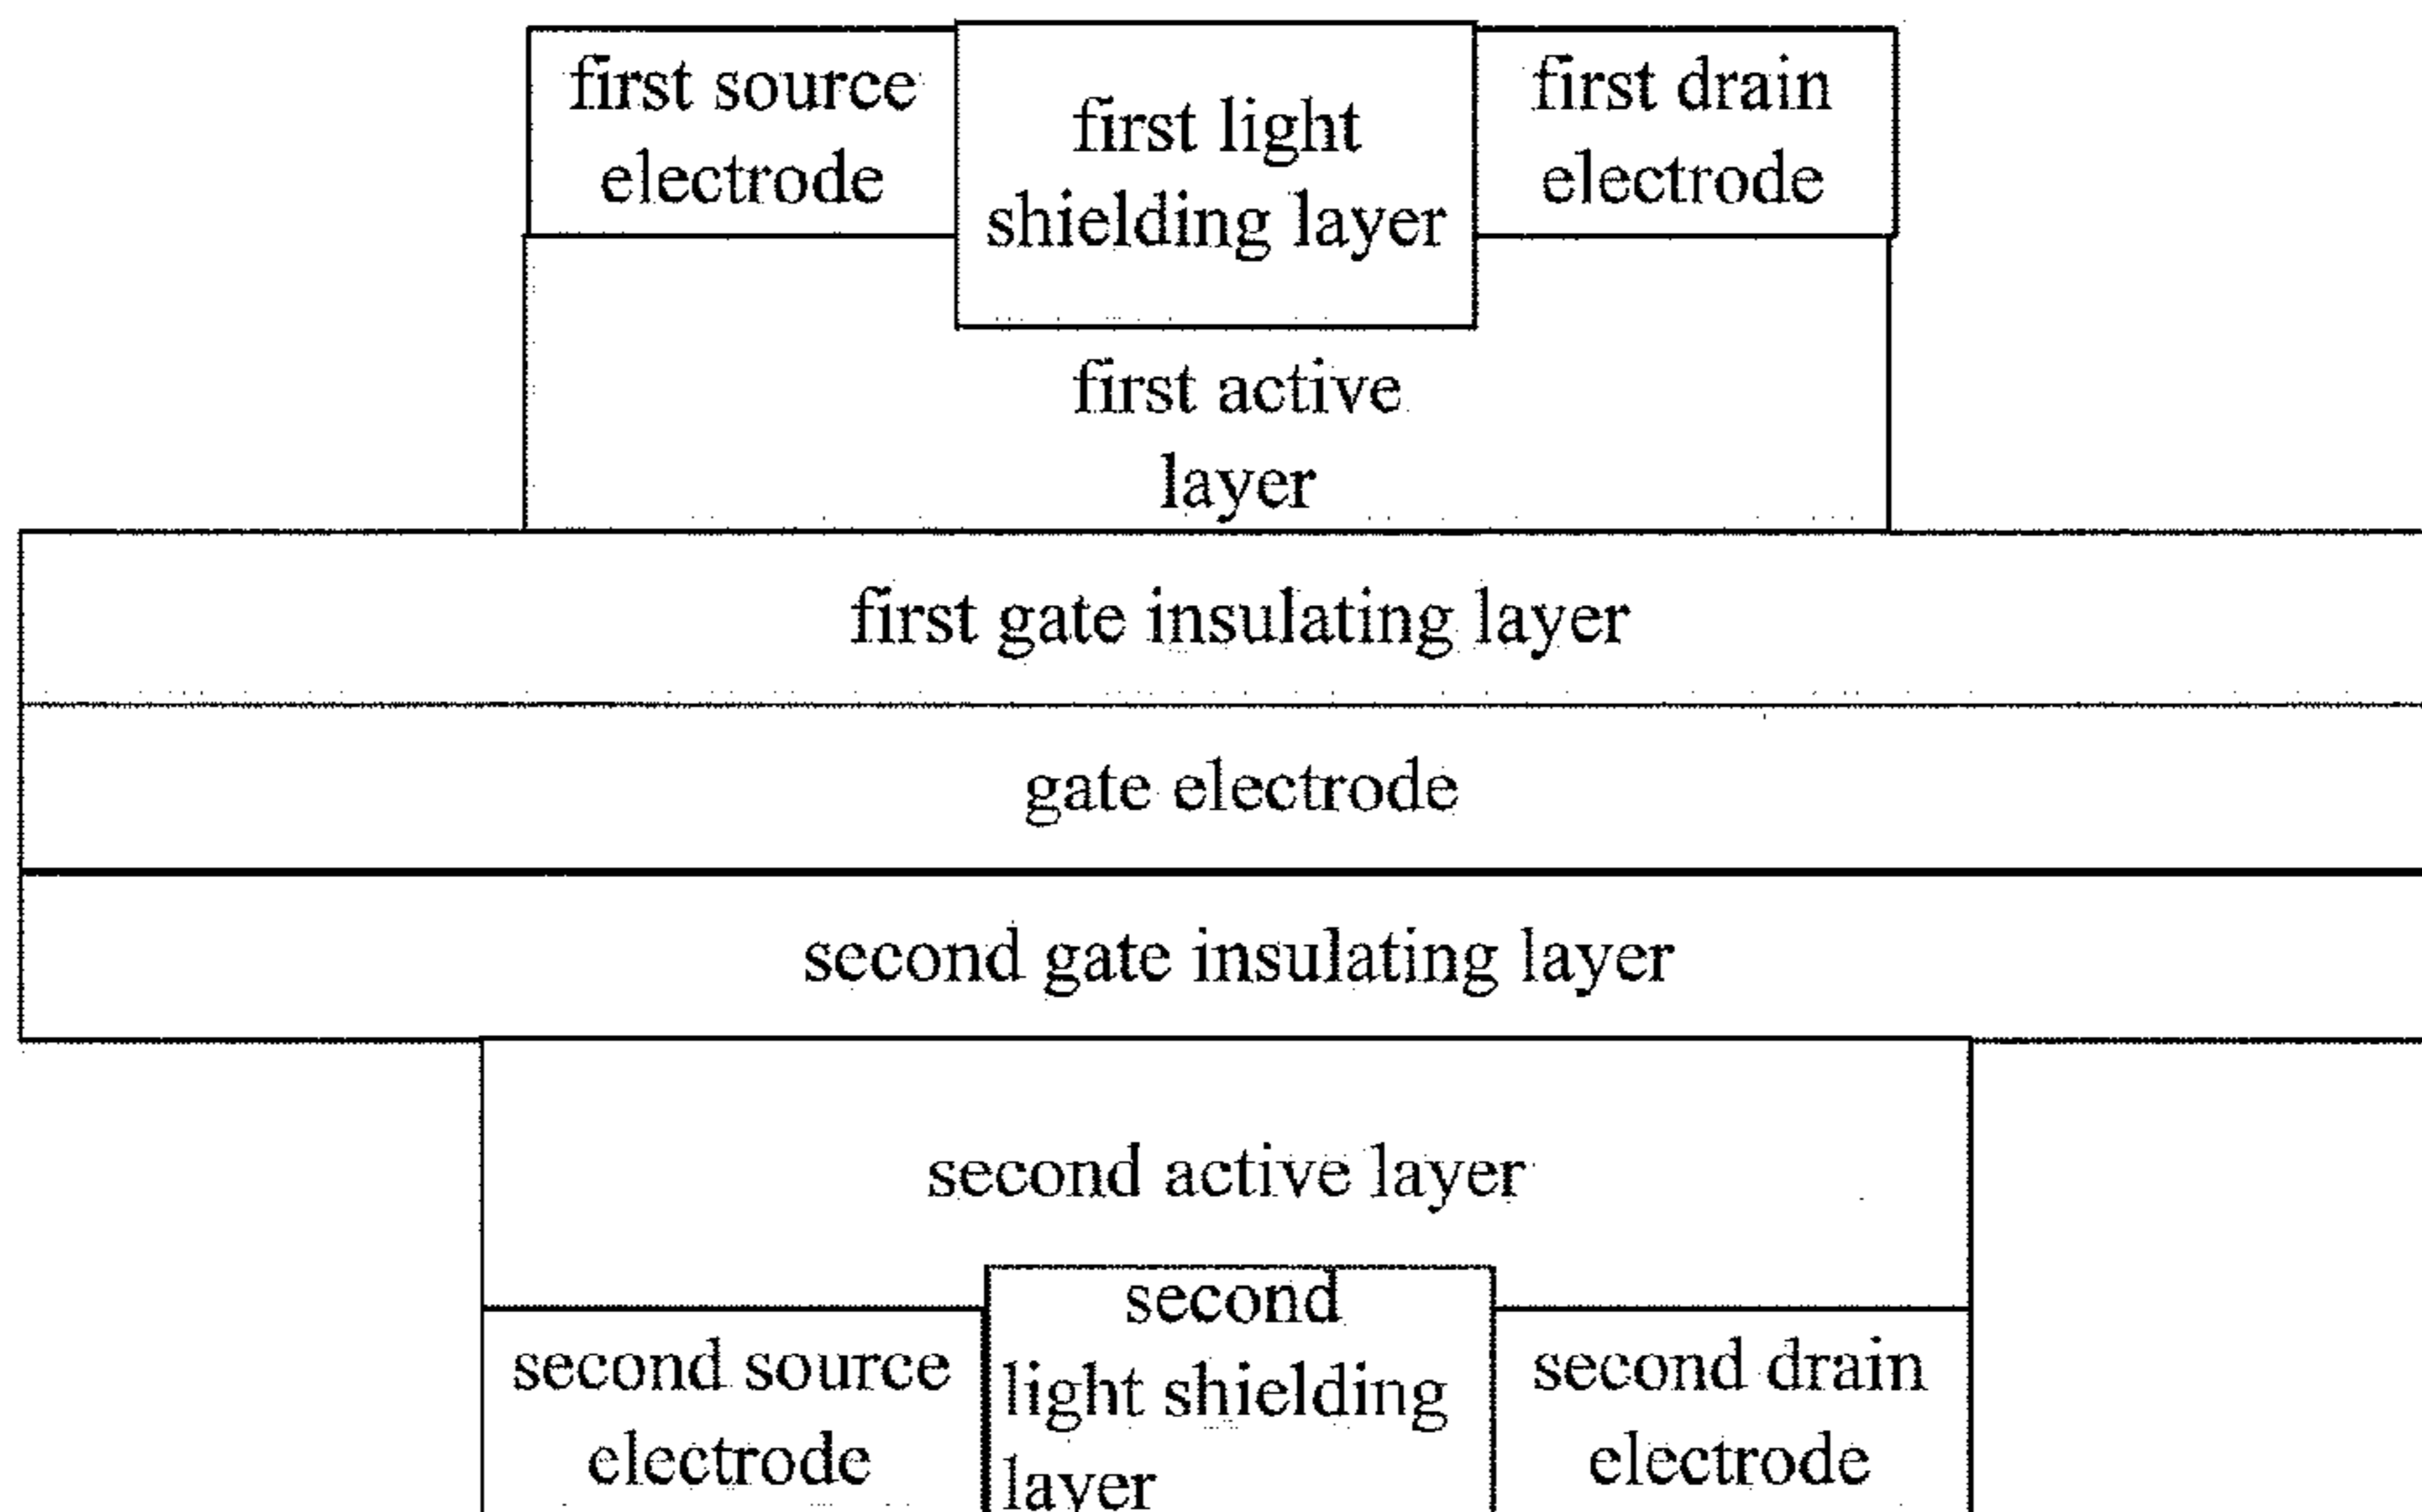 first source
electrode
first light
shielding layer
first drain
electrode
first active
layer
first gate insulating layer
gate electrode
second gate insulating layer
second active layer
second source
electrode
second
light shielding
layer
second drain
electrode